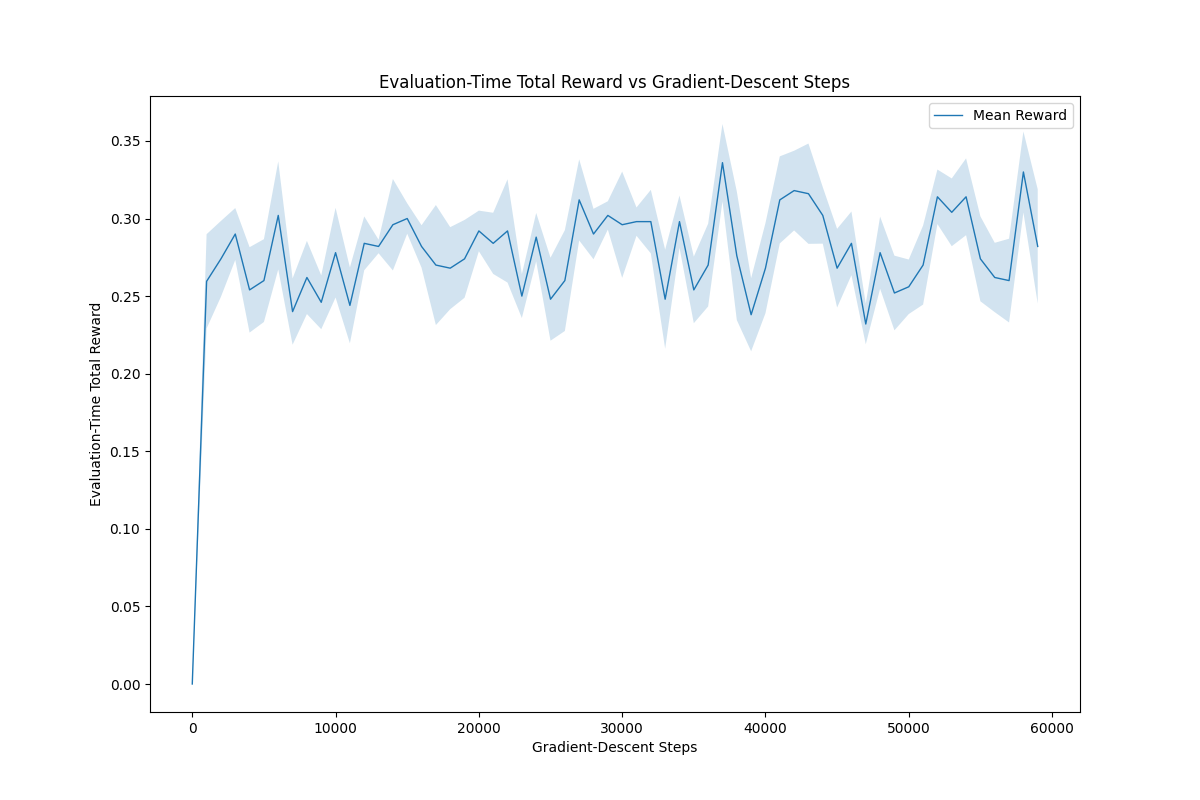 Evaluation-Time Total Reward vs Gradient-Descent Steps
Mean Reward
Evaluation-Time Total Reward
0.35
0.30
0.25
0.20
0.15
0.10
0.05
0.00
0 10000 20000 30000 40000 50000 60000
Gradient-Descent Steps